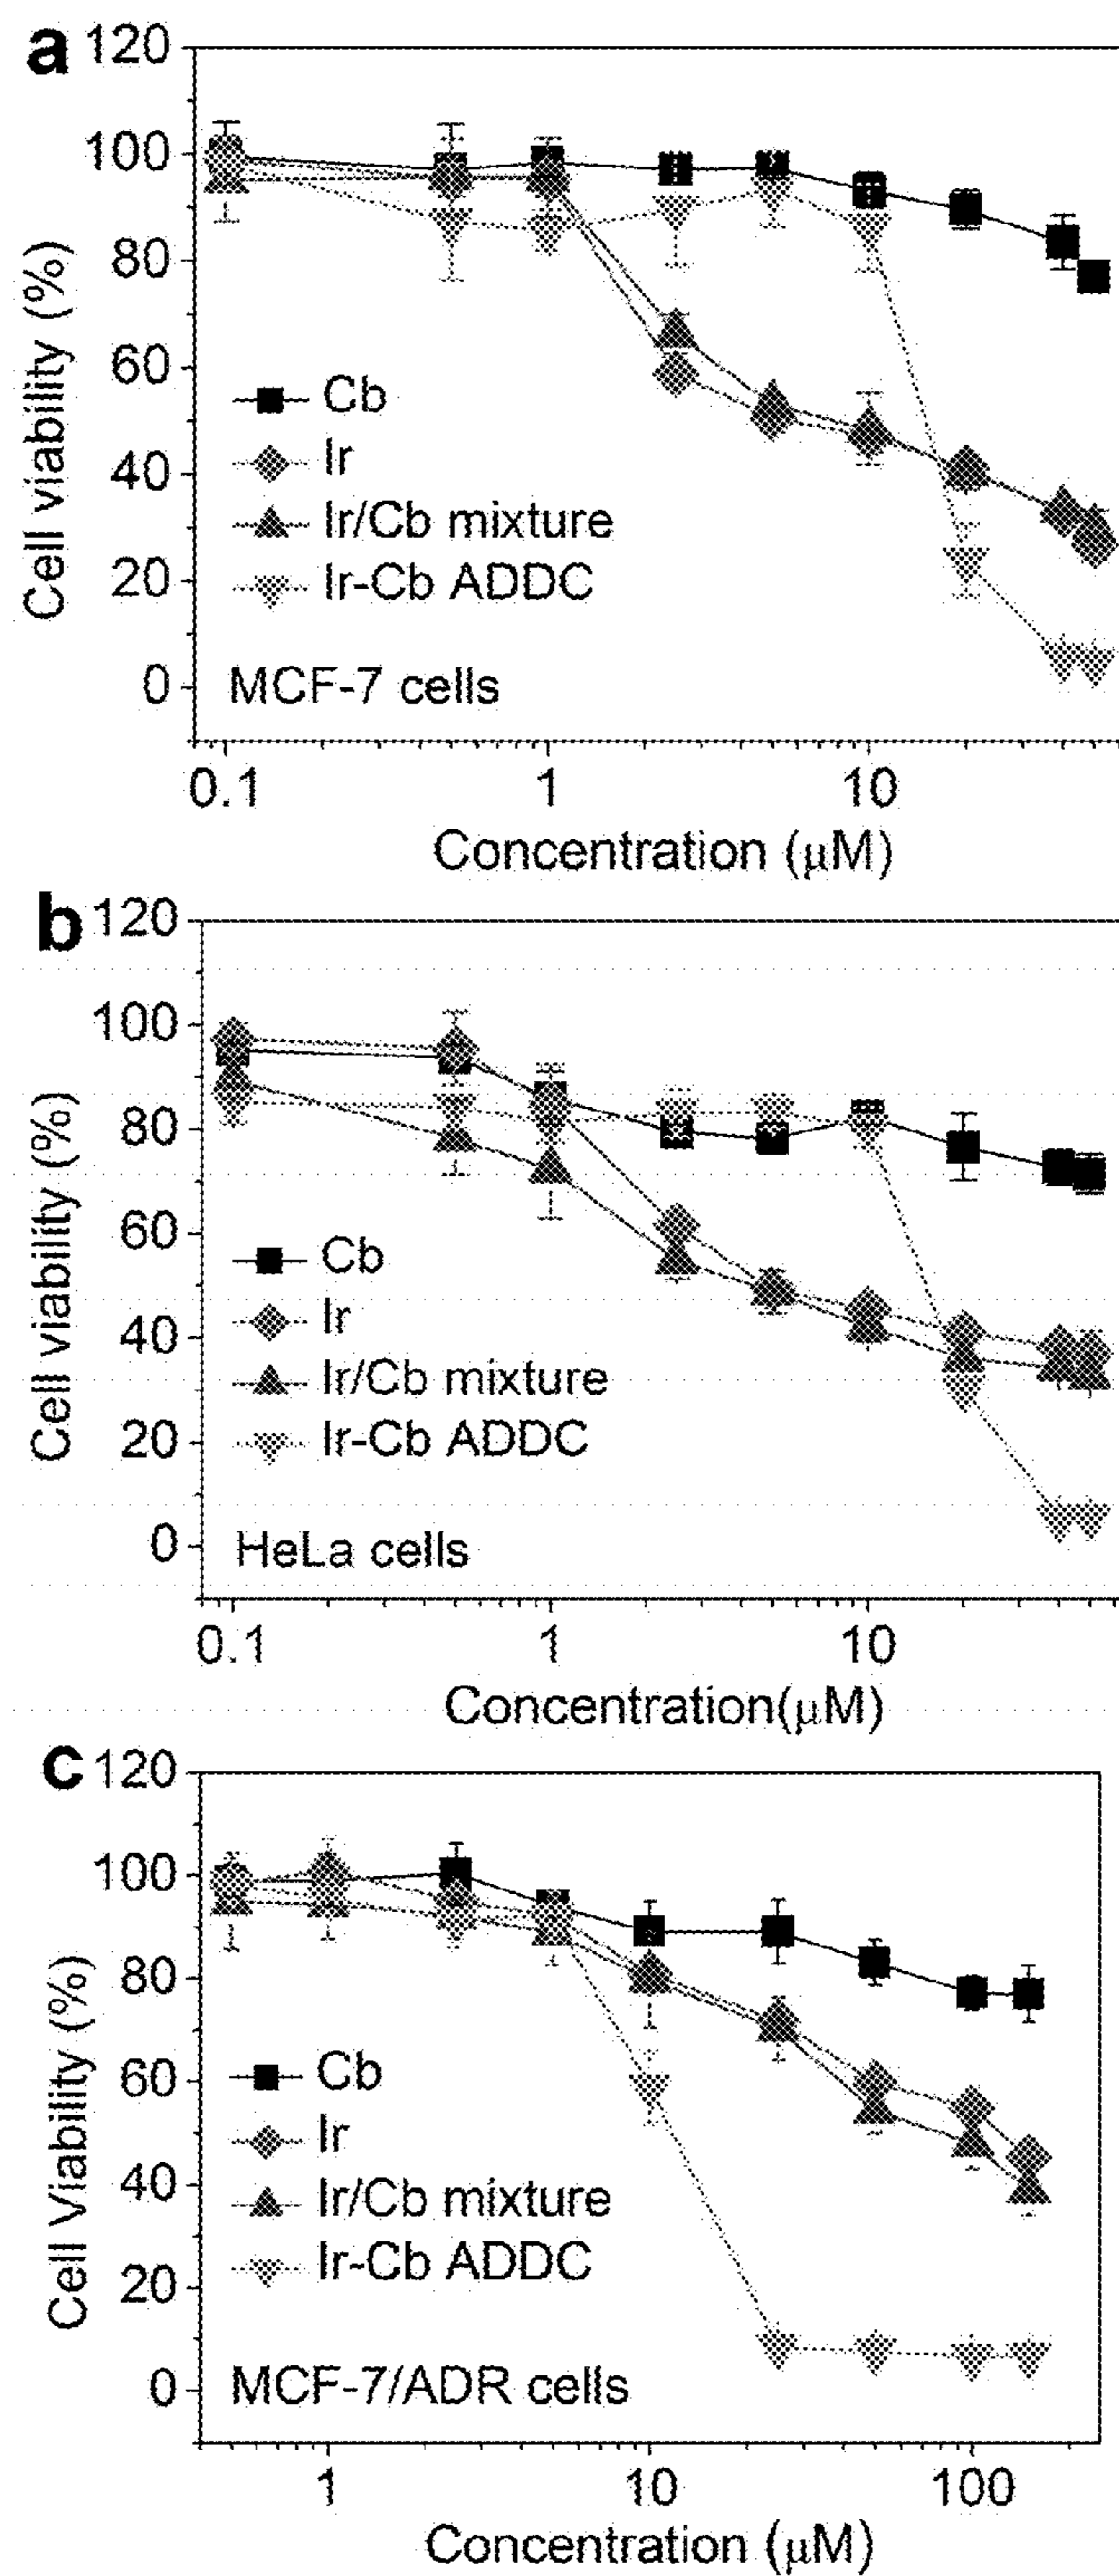 a
120
100
80
60
40
20
0
Cell viability (%)
Cb
Ir
Ir/Cb mixture
Ir-Cb ADDC
MCF-7 cells
0.1 1 10
Concentration (μM)
b
120
100
80
60
40
20
0
Cell viability (%)
Cb
Ir
Ir/Cb mixture
Ir-Cb ADDC
HeLa cells
0.1 1 10
Concentration(μM)
c
120
100
80
60
40
20
0
Cell Viability (%)
Cb
Ir
Ir/Cb mixture
Ir-Cb ADDC
MCF-7/ADR cells
1 10 100
Concentration (μM)